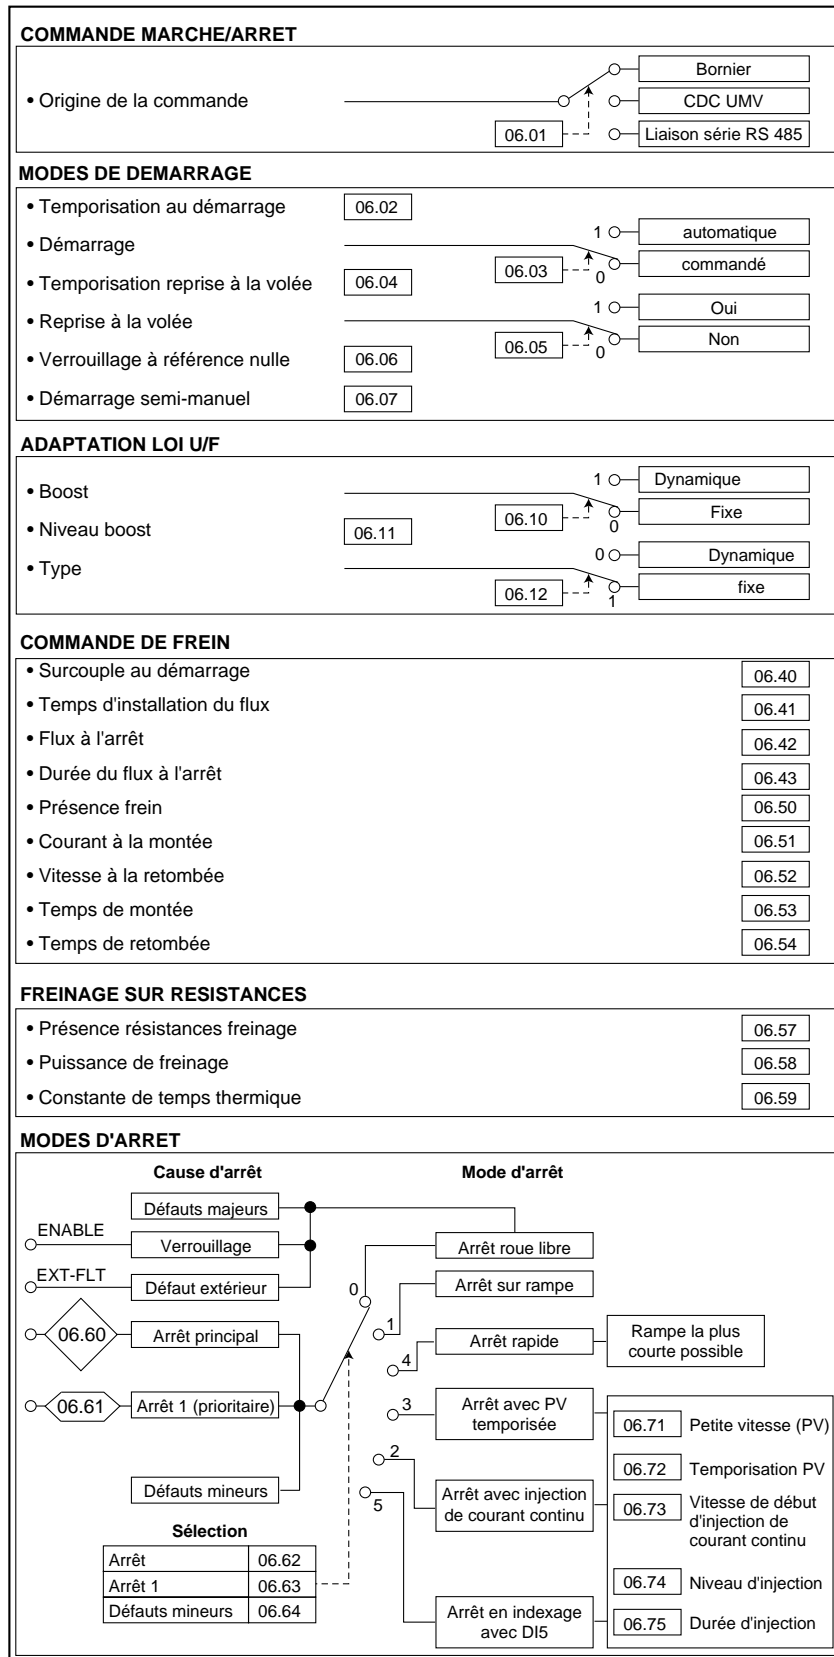 COMMANDE MARCHE/ARRET
Bornier
• Origine de la commande
CDC UMV
06.01
Liaison série RS 485
MODES DE DEMARRAGE
• Temporisation au démarrage
06.02
1
automatique
• Démarrage
06.03
0
commandé
• Temporisation reprise à la volée
06.04
1
Oui
• Reprise à la volée
06.05
0
Non
• Verrouillage à référence nulle
06.06
• Démarrage semi-manuel
06.07
ADAPTATION LOI U/F
1
Dynamique
• Boost
06.10
0
Fixe
• Niveau boost
06.11
0
Dynamique
• Type
06.12
1
fixe
COMMANDE DE FREIN
• Surcouple au démarrage
06.40
• Temps d'installation du flux
06.41
• Flux à l'arrêt
06.42
• Durée du flux à l'arrêt
06.43
• Présence frein
06.50
• Courant à la montée
06.51
• Vitesse à la retombée
06.52
• Temps de montée
06.53
• Temps de retombée
06.54
FREINAGE SUR RESISTANCES
• Présence résistances freinage
06.57
• Puissance de freinage
06.58
• Constante de temps thermique
06.59
MODES D'ARRET
Cause d'arrêt
Mode d'arrêt
Défauts majeurs
ENABLE
Verrouillage
Arrêt roue libre
EXT-FLT
Défaut extérieur
0
Arrêt sur rampe
1
06.60
Arrêt principal
4
Arrêt rapide
Rampe la plus
courte possible
06.61
Arrêt 1 (prioritaire)
3
Arrêt avec PV
temporisée
06.71 Petite vitesse (PV)
2
06.72 Temporisation PV
Défauts mineurs
5
Arrêt avec injection
de courant continu
06.73 Vitesse de début
d'injection de
courant continu
Sélection
Arrêt 06.62
Arrêt 1 06.63
Défauts mineurs 06.64
06.74 Niveau d'injection
Arrêt en indexage
avec DI5
06.75 Durée d'injection